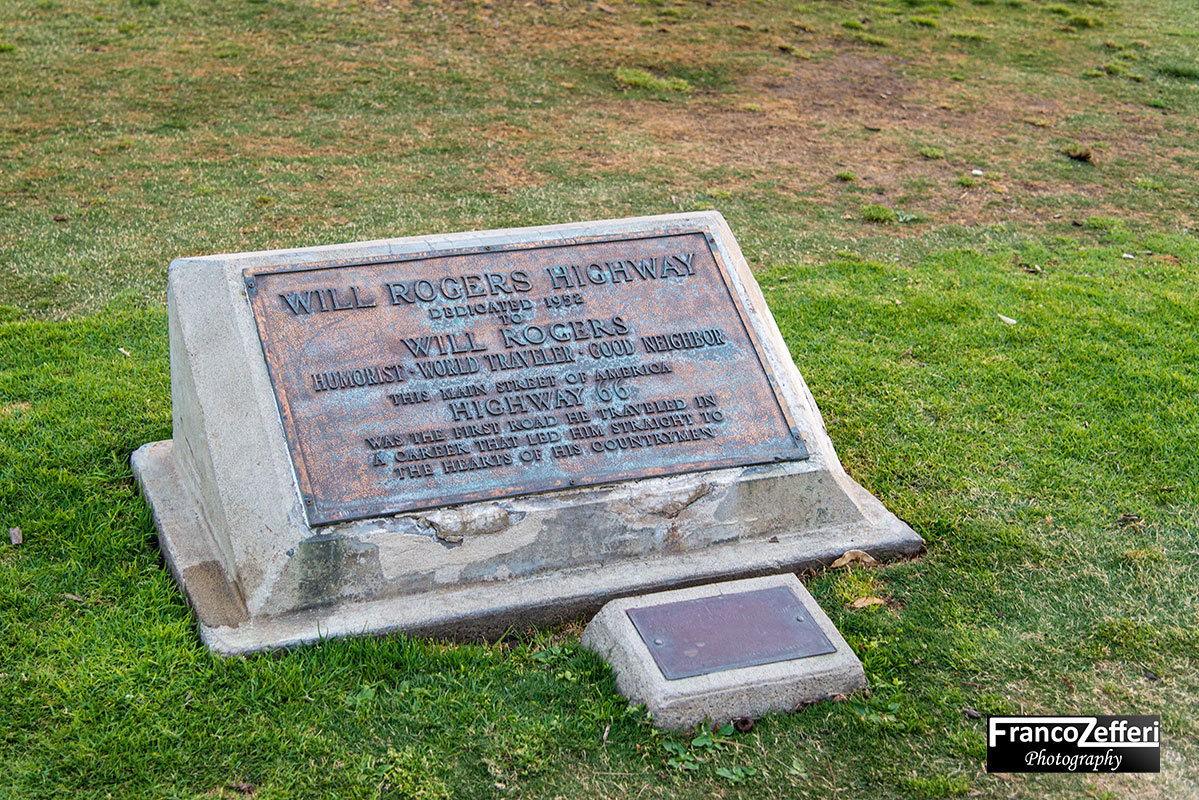 WILL ROGERS HIGHWAY
DEDICATED 1952
TO
WILL ROGERS
HUMORIST · WORLD TRAVELER · GOOD NEIGHBOR
THIS MAIN STREET OF AMERICA
HIGHWAY 66
WAS THE FIRST ROAD HE TRAVELED IN
A CAREER THAT LED HIM STRAIGHT TO
THE HEARTS OF HIS COUNTRYMEN
FRANCOZEFFERI
Photography